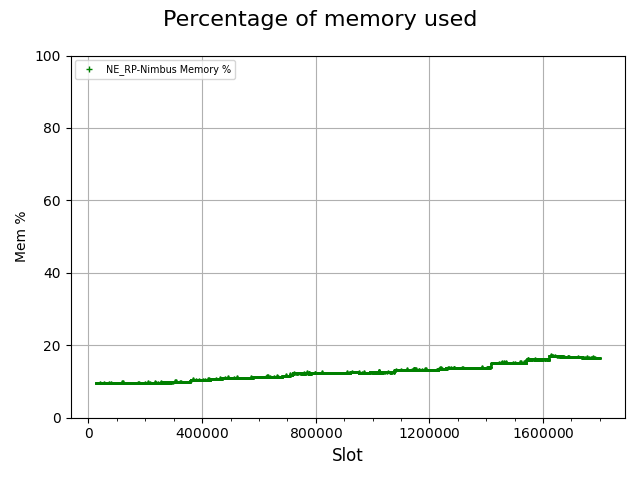 Percentage of memory used
100
NE_RP-Nimbus Memory %
80
60
Mem %
40
20
0
0 400000 800000 1200000 1600000
Slot